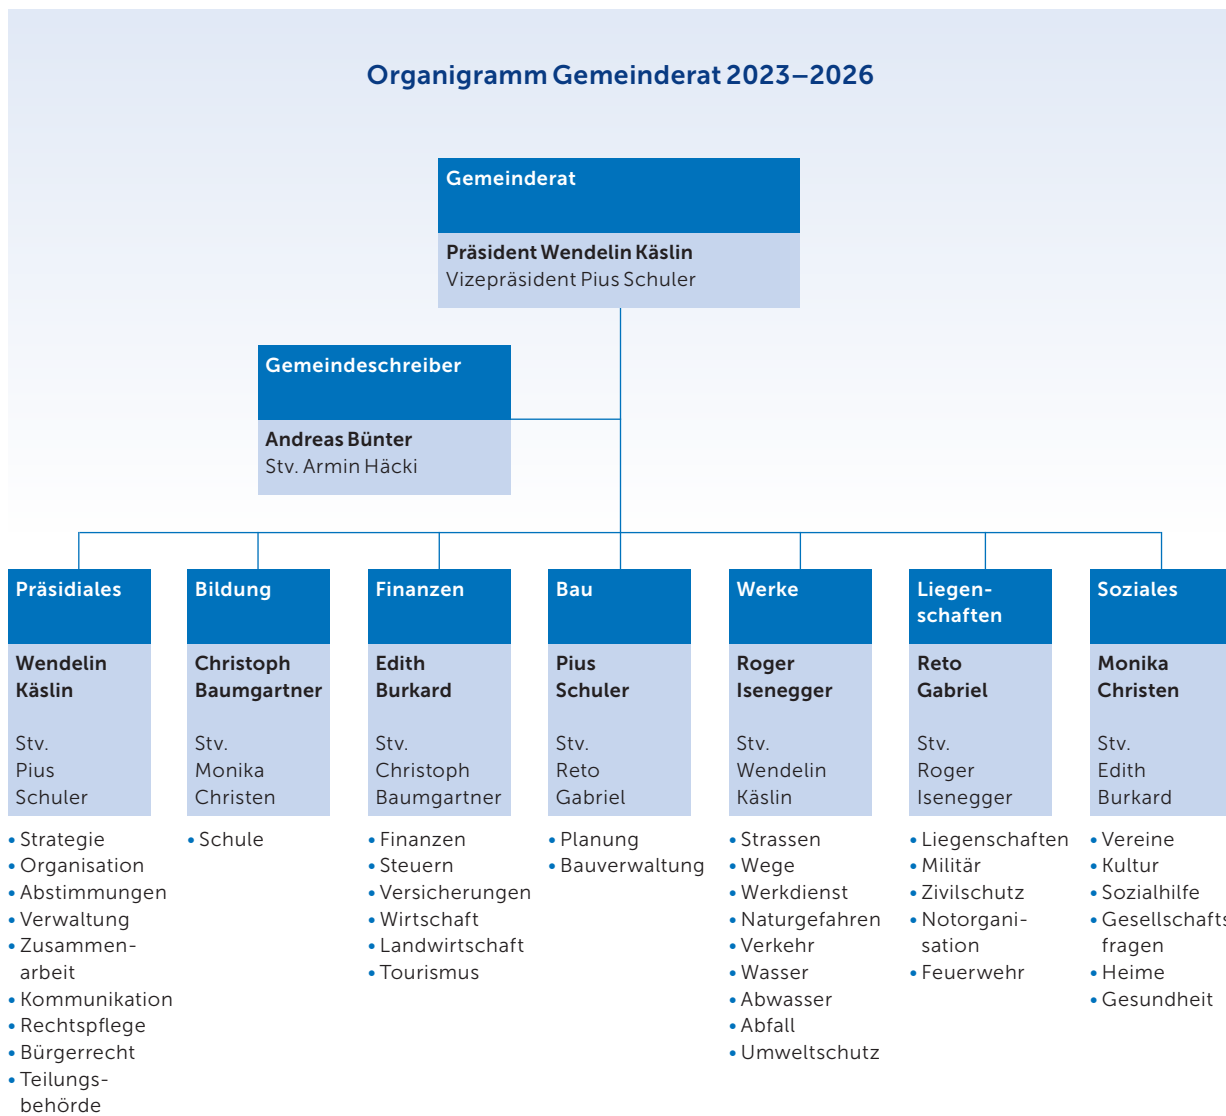 Organigramm Gemeinderat 2023–2026
Gemeinderat
Präsident Wendelin Käslin
Vizepräsident Pius Schuler
Gemeindeschreiber
Andreas Bünter
Stv. Armin Häcki
Präsidiales
Wendelin
Käslin
Stv.
Pius
Schuler
• Strategie
• Organisation
• Abstimmungen
• Verwaltung
• Zusammen-
arbeit
• Kommunikation
• Rechtspflege
• Bürgerrecht
• Teilungs-
behörde
Bildung
Christoph
Baumgartner
Stv.
Monika
Christen
• Schule
Finanzen
Edith
Burkard
Stv.
Christoph
Baumgartner
• Finanzen
• Steuern
• Versicherungen
• Wirtschaft
• Landwirtschaft
• Tourismus
Bau
Pius
Schuler
Stv.
Reto
Gabriel
• Planung
• Bauverwaltung
Werke
Roger
Isenegger
Stv.
Wendelin
Käslin
• Strassen
• Wege
• Werkdienst
• Naturgefahren
• Verkehr
• Wasser
• Abwasser
• Abfall
• Umweltschutz
Liegen-
schaften
Reto
Gabriel
Stv.
Roger
Isenegger
• Liegenschaften
• Militär
• Zivilschutz
• Notorgani-
sation
• Feuerwehr
Soziales
Monika
Christen
Stv.
Edith
Burkard
• Vereine
• Kultur
• Sozialhilfe
• Gesellschafts
fragen
• Heime
• Gesundheit